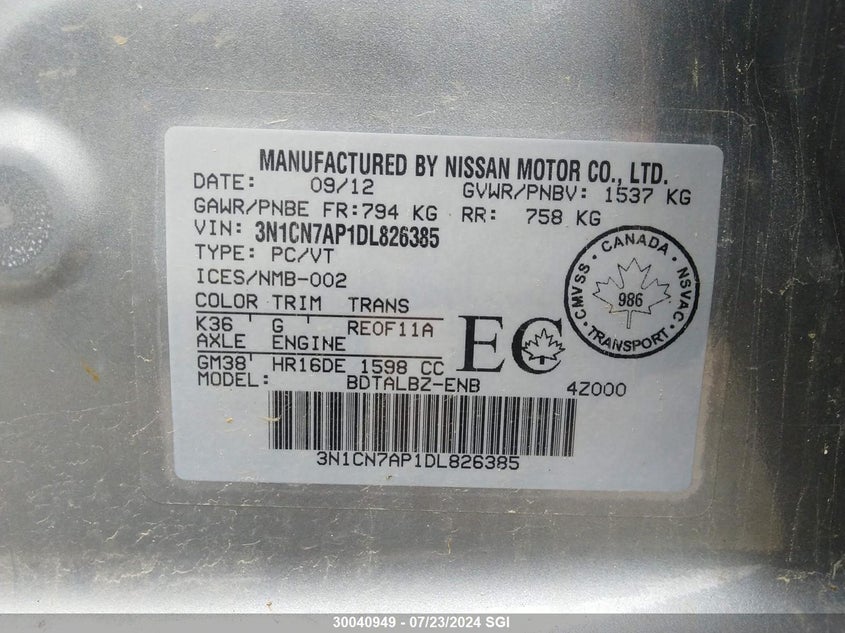 MANUFACTURED BY NISSAN MOTOR CO., LTD.
DATE: 09/12 GVWR/PNBV: 1537 KG
GAWR/PNBE FR:794 KG RR: 758 KG
VIN: 3N1CN7AP1DL826385
TYPE: PC/VT
ICES/NMB-002
COLOR TRIM TRANS
K36 G REOF11A
AXLE ENGINE
GM38 HR16DE 1598 CC
MODEL: BDTALBZ-ENB 4Z000
EC
CANADA
CMVSS
NSVAC
986
TRANSPORT
3N1CN7AP1DL826385
30040949 - 07/23/2024 SGI